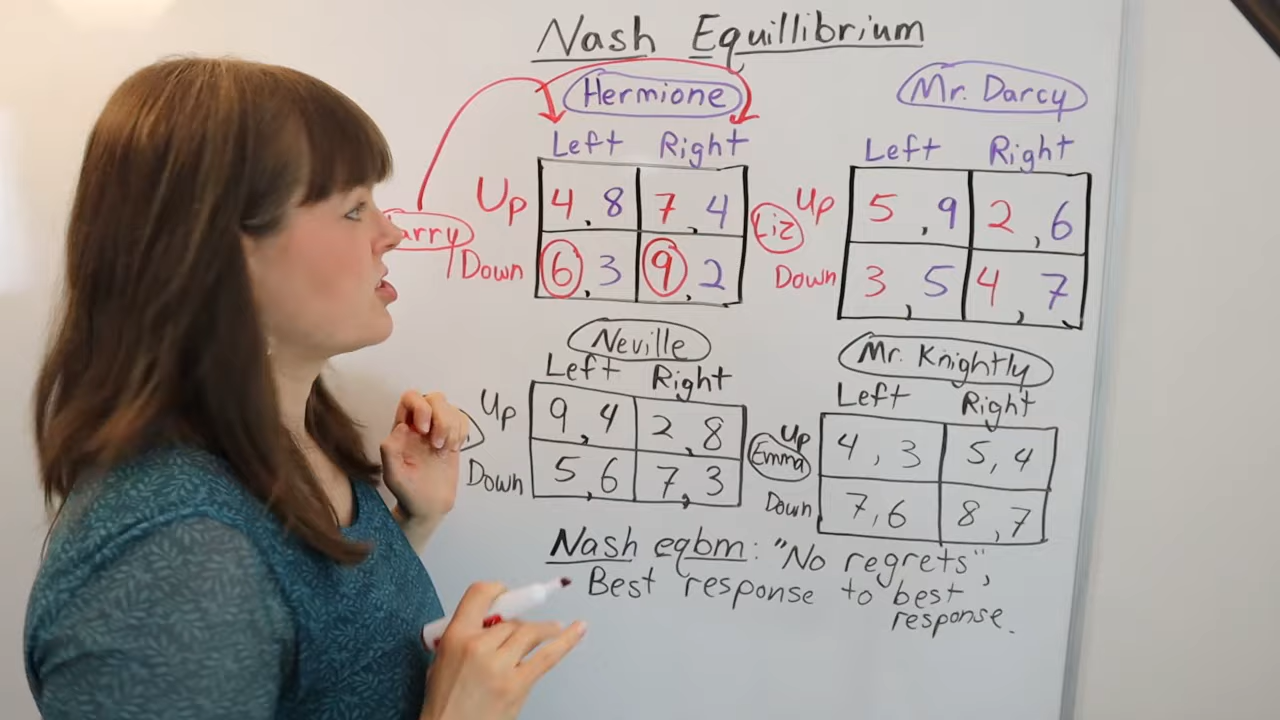 Nash Equillibrium
Hermione
Left Right
Up 4,8 7,4
Down 6,3 9,2
Mr. Darcy
Left Right
Liz
Up 5,9 2,6
Down 3,5 4,7
Neville
Left Right
Up 9,4 2,8
Down 5,6 7,3
Mr. Knightly
Left Right
Emma
Up 4,3 5,4
Down 7,6 8,7
Nash eqbm: "No regrets",
Best response to best
response.